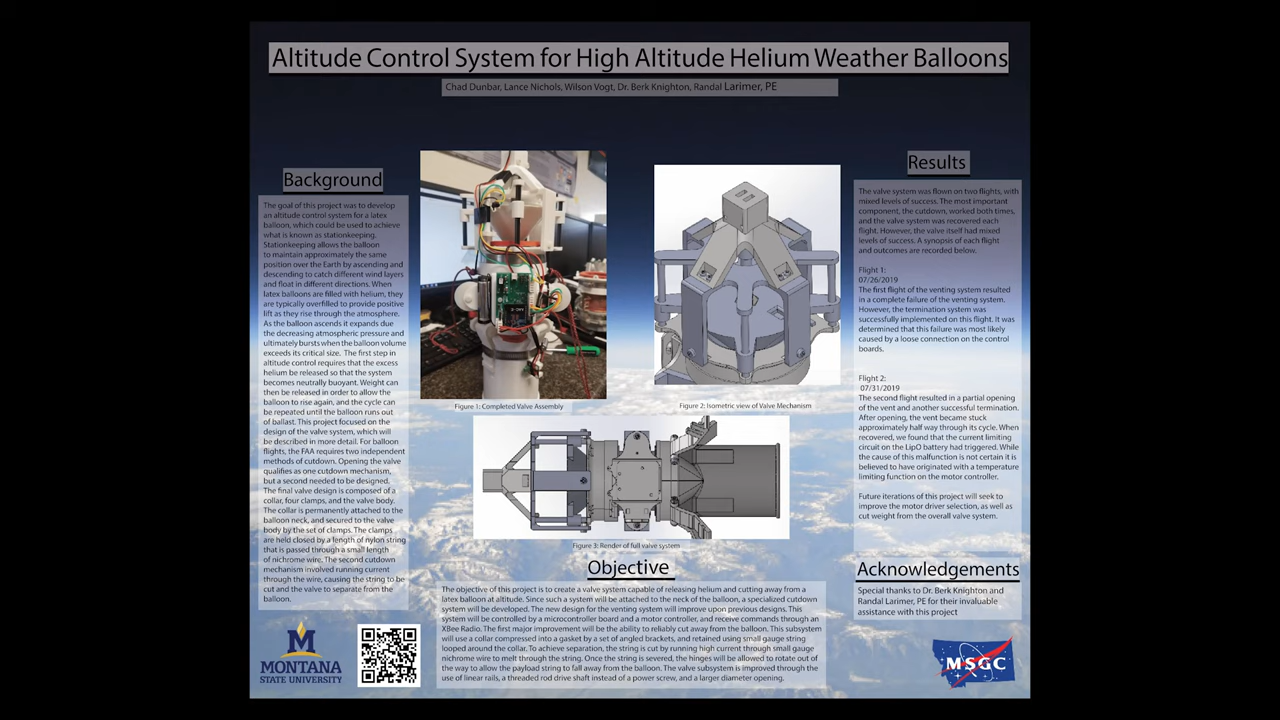 Altitude Control System for High Altitude Helium Weather Balloons
Chad Dunbar, Lance Nichols, Wilson Vogt, Dr. Berk Knighton, Randal Larimer, PE
Background
The goal of this project was to develop
an altitude control system for a latex
balloon, which could be used to achieve
what is known as stationkeeping.
Stationkeeping allows the balloon
to maintain approximately the same
position over the Earth by ascending and
descending to catch different wind layers
and float in different directions. When
latex balloons are filled with helium, they
are typically overfilled to provide positive
lift as they rise through the atmosphere.
As the balloon ascends it expands due
the decreasing atmospheric pressure and
ultimately bursts when the balloon volume
exceeds its critical size. The first step in
altitude control requires that the excess
helium be released so that the system
becomes neutrally buoyant. Weight can
then be released in order to allow the
balloon to rise again, and the cycle can
be repeated until the balloon runs out
of ballast. This project focused on the
design of the valve system, which will
be described in more detail. For balloon
flights, the FAA requires two independent
methods of cutdown. Opening the valve
qualifies as one cutdown mechanism,
but a second needed to be designed.
The final valve design is composed of a
collar, four clamps, and the valve body.
The collar is permanently attached to the
balloon neck, and secured to the valve
body by the set of clamps. The clamps
are held closed by a length of nylon string
that is passed through a small length
of nichrome wire. The second cutdown
mechanism involved running current
through the wire, causing the string to be
cut and the valve to separate from the
balloon.
MONTANA
STATE UNIVERSITY
Figure 1: Completed Valve Assembly
Figure 2: Isometric view of Valve Mechanism
Figure 3: Render of full valve system
Objective
The objective of this project is to create a valve system capable of releasing helium and cutting away from a
latex balloon at altitude. Since such a system will be attached to the neck of the balloon, a specialized cutdown
system will be developed. The new design for the venting system will improve upon previous designs. This
system will be controlled by a microcontroller board and a motor controller, and receive commands through an
XBee Radio. The first major improvement will be the ability to reliably cut away from the balloon. This subsystem
will use a collar compressed into a gasket by a set of angled brackets, and retained using small gauge string
looped around the collar. To achieve separation, the string is cut by running high current through small gauge
nichrome wire to melt through the string. Once the string is severed, the hinges will be allowed to rotate out of
the way to allow the payload string to fall away from the balloon. The valve subsystem is improved through the
use of linear rails, a threaded rod drive shaft instead of a power screw, and a larger diameter opening.
Results
The valve system was flown on two flights, with
mixed levels of success. The most important
component, the cutdown, worked both times,
and the valve system was recovered each
flight. However, the valve itself had mixed
levels of success. A synopsis of each flight
and outcomes are recorded below.
Flight 1:
07/26/2019
The first flight of the venting system resulted
in a complete failure of the venting system.
However, the termination system was
successfully implemented on this flight. It was
determined that this failure was most likely
caused by a loose connection on the control
boards.
Flight 2:
07/31/2019
The second flight resulted in a partial opening
of the vent and another successful termination.
After opening, the vent became stuck
approximately half way through its cycle. When
recovered, we found that the current limiting
circuit on the LipO battery had triggered. While
the cause of this malfunction is not certain it is
believed to have originated with a temperature
limiting function on the motor controller.
Future iterations of this project will seek to
improve the motor driver selection, as well as
cut weight from the overall valve system.
Acknowledgements
Special thanks to Dr. Berk Knighton and
Randal Larimer, PE for their invaluable
assistance with this project
MSGC